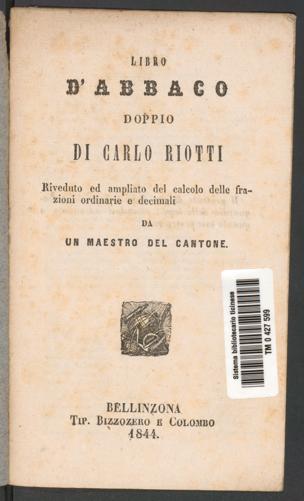 LIBRO
D'ABBACO
DOPPIO
DI CARLO RIOTTI
Riveduto ed ampliato del calcolo delle fra-
zioni ordinarie e decimali
DA
UN MAESTRO DEL CANTONE.
BELLINZONA
TIP. BIZZOZERO E COLOMBO
1844.
Sistema bibliotecario ticinese
TM 0 427 599